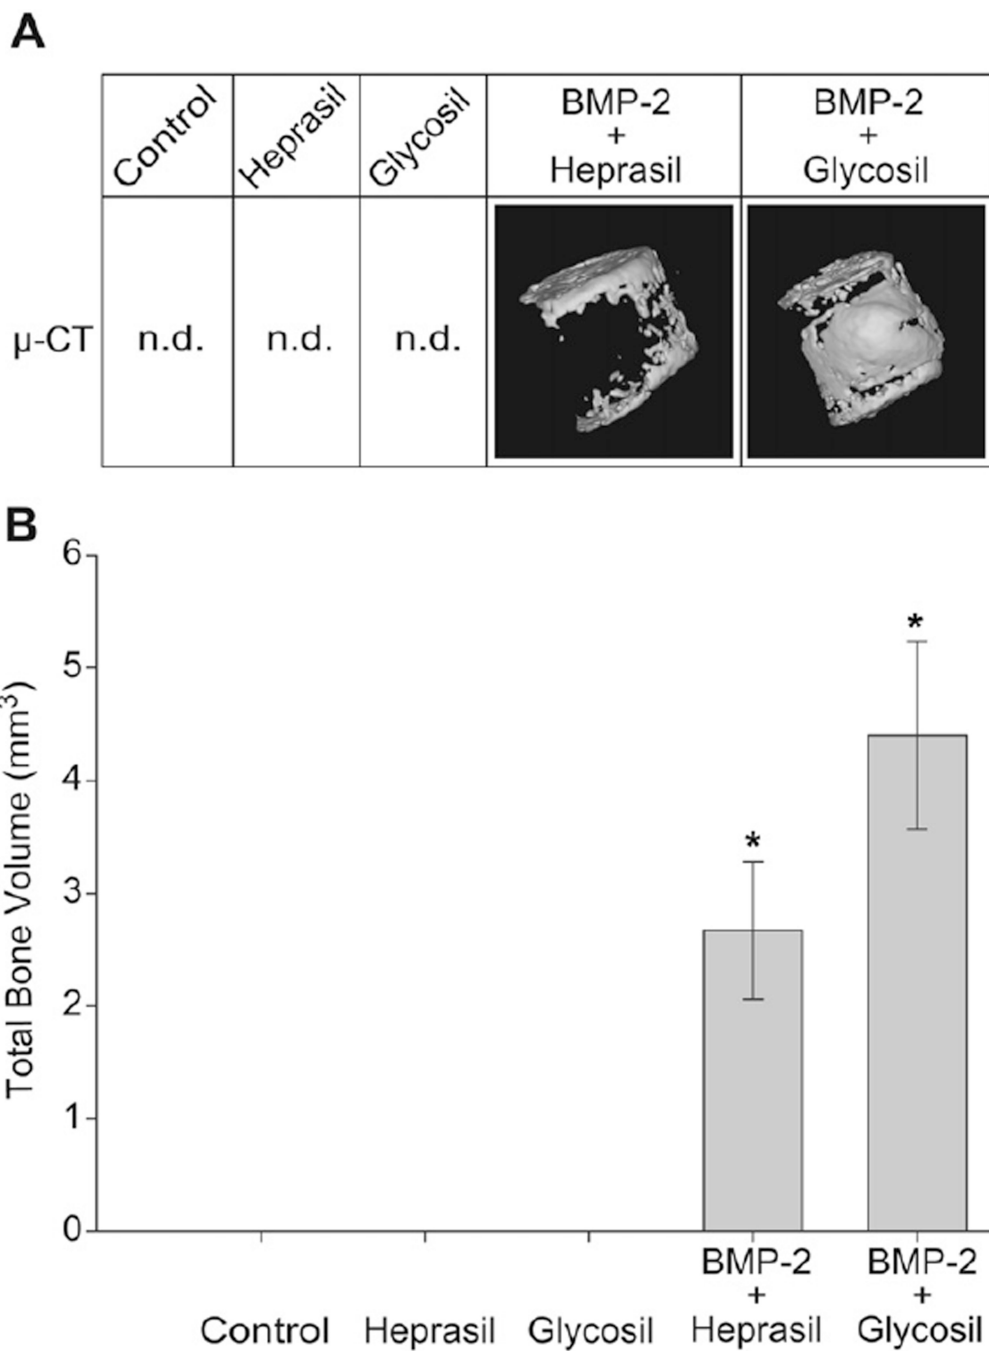 A
Control
Heprasil
Glycosil
BMP-2
+
Heprasil
BMP-2
+
Glycosil
µ-CT
n.d.
n.d.
n.d.
B
Total Bone Volume (mm³)
6
5
4
3
2
1
0
*
*
Control
Heprasil
Glycosil
BMP-2
+
Heprasil
BMP-2
+
Glycosil